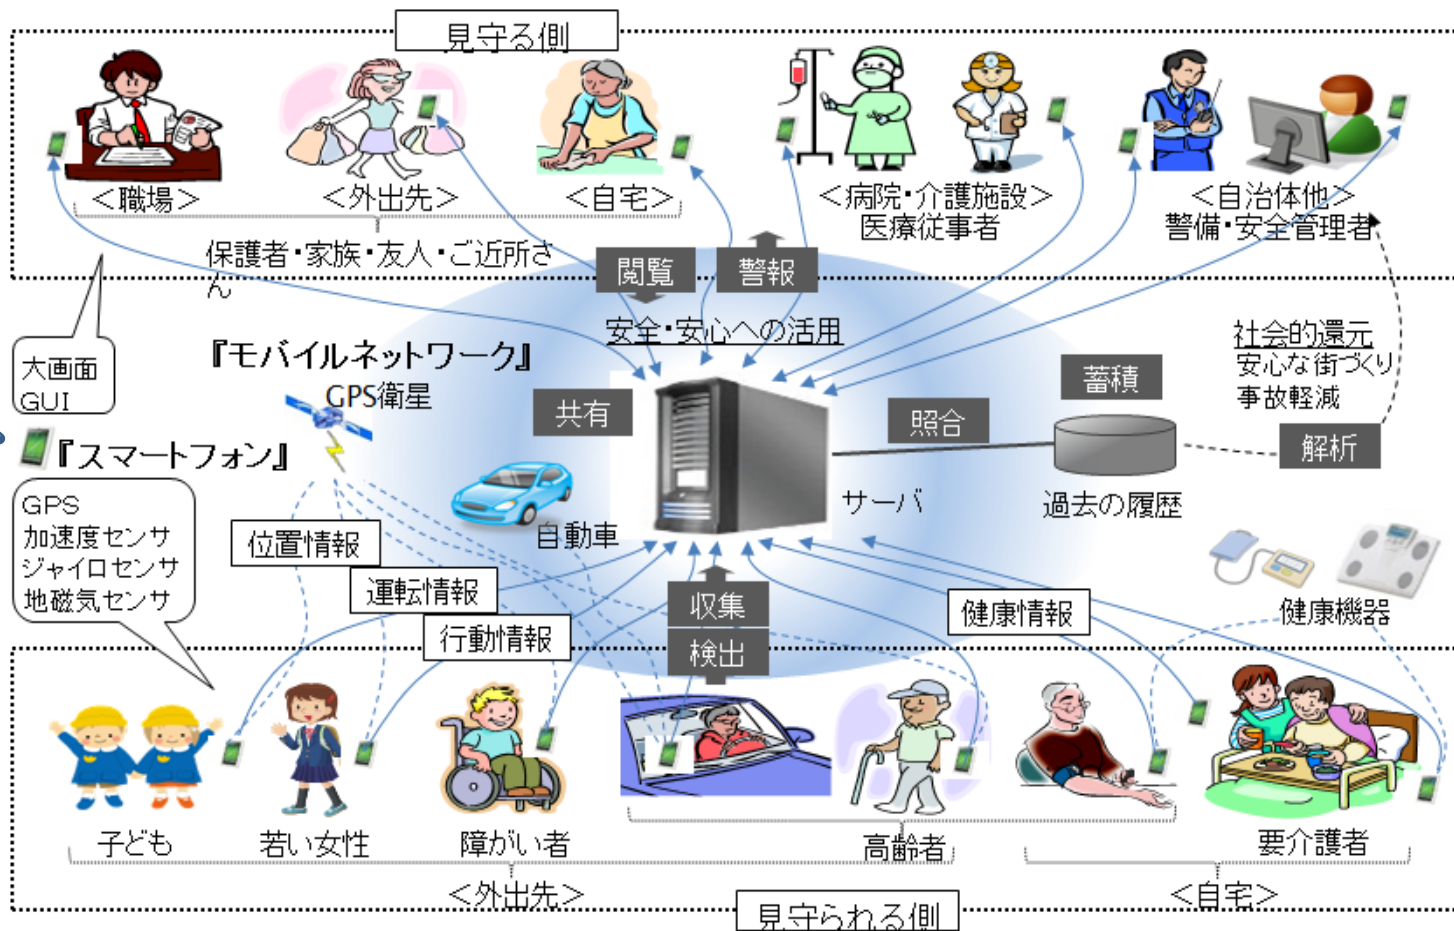 見守る側
＜職場＞
＜外出先＞
＜自宅＞
＜病院・介護施設＞
医療従事者
＜自治体他＞
警備・安全管理者
保護者・家族・友人・ご近所さ
ん
閲覧
警報
安全・安心への活用
大画面
GUI
『モバイルネットワーク』
GPS衛星
共有
照合
蓄積
社会的還元
安心な街づくり
事故軽減
解析
『スマートフォン』
GPS
加速度センサ
ジャイロセンサ
地磁気センサ
自動車
サーバ
過去の履歴
位置情報
運転情報
行動情報
収集
検出
健康情報
健康機器
子ども
若い女性
障がい者
高齢者
要介護者
＜外出先＞
＜自宅＞
見守られる側